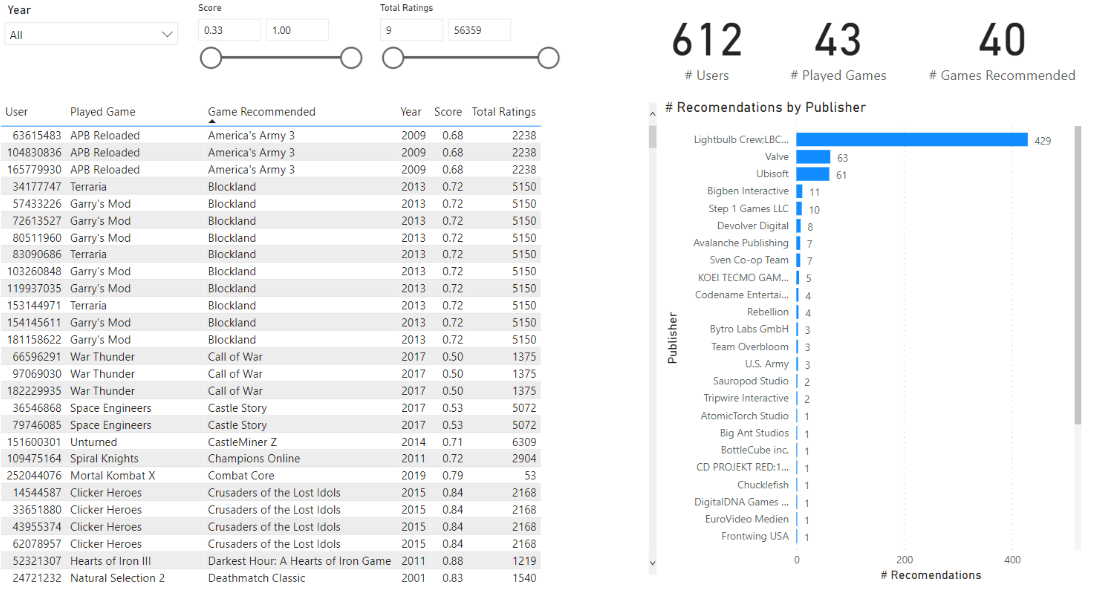 Year
All
Score
0.33 1.00
Total Ratings
9 56359
612 43 40
# Users # Played Games # Games Recommended
User Played Game Game Recommended Year Score Total Ratings
63615483 APB Reloaded America's Army 3 2009 0.68 2238
104830836 APB Reloaded America's Army 3 2009 0.68 2238
165779930 APB Reloaded America's Army 3 2009 0.68 2238
34177747 Terraria Blockland 2013 0.72 5150
57433226 Garry's Mod Blockland 2013 0.72 5150
72613527 Garry's Mod Blockland 2013 0.72 5150
80511960 Garry's Mod Blockland 2013 0.72 5150
83090686 Terraria Blockland 2013 0.72 5150
103260848 Garry's Mod Blockland 2013 0.72 5150
119937035 Garry's Mod Blockland 2013 0.72 5150
153144971 Terraria Blockland 2013 0.72 5150
154145611 Garry's Mod Blockland 2013 0.72 5150
181158622 Garry's Mod Blockland 2013 0.72 5150
66596291 War Thunder Call of War 2017 0.50 1375
97069030 War Thunder Call of War 2017 0.50 1375
182229935 War Thunder Call of War 2017 0.50 1375
36546868 Space Engineers Castle Story 2017 0.53 5072
79746085 Space Engineers Castle Story 2017 0.53 5072
151600301 Unturned CastleMiner Z 2014 0.71 6309
109475164 Spiral Knights Champions Online 2011 0.72 2904
252044076 Mortal Kombat X Combat Core 2019 0.79 53
14544587 Clicker Heroes Crusaders of the Lost Idols 2015 0.84 2168
33651880 Clicker Heroes Crusaders of the Lost Idols 2015 0.84 2168
43955374 Clicker Heroes Crusaders of the Lost Idols 2015 0.84 2168
62078957 Clicker Heroes Crusaders of the Lost Idols 2015 0.84 2168
52321307 Hearts of Iron III Darkest Hour: A Hearts of Iron Game 2011 0.88 1219
24721232 Natural Selection 2 Deathmatch Classic 2001 0.83 1540
# Recomendations by Publisher
Lightbulb Crew;LBC... 429
Valve 63
Ubisoft 61
Bigben Interactive 11
Step 1 Games LLC 10
Devolver Digital 8
Avalanche Publishing 7
Sven Co-op Team 7
KOEI TECMO GAM... 5
Codename Entertai... 4
Rebellion 4
Bytro Labs GmbH 3
Team Overbloom 3
U.S. Army 3
Sauropod Studio 2
Tripwire Interactive 2
AtomicTorch Studio 1
Big Ant Studios 1
BottleCube inc. 1
CD PROJEKT RED;1... 1
Chucklefish 1
DigitalDNA Games ... 1
EuroVideo Medien 1
Frontwing USA 1
Publisher
0 200 400
# Recomendations